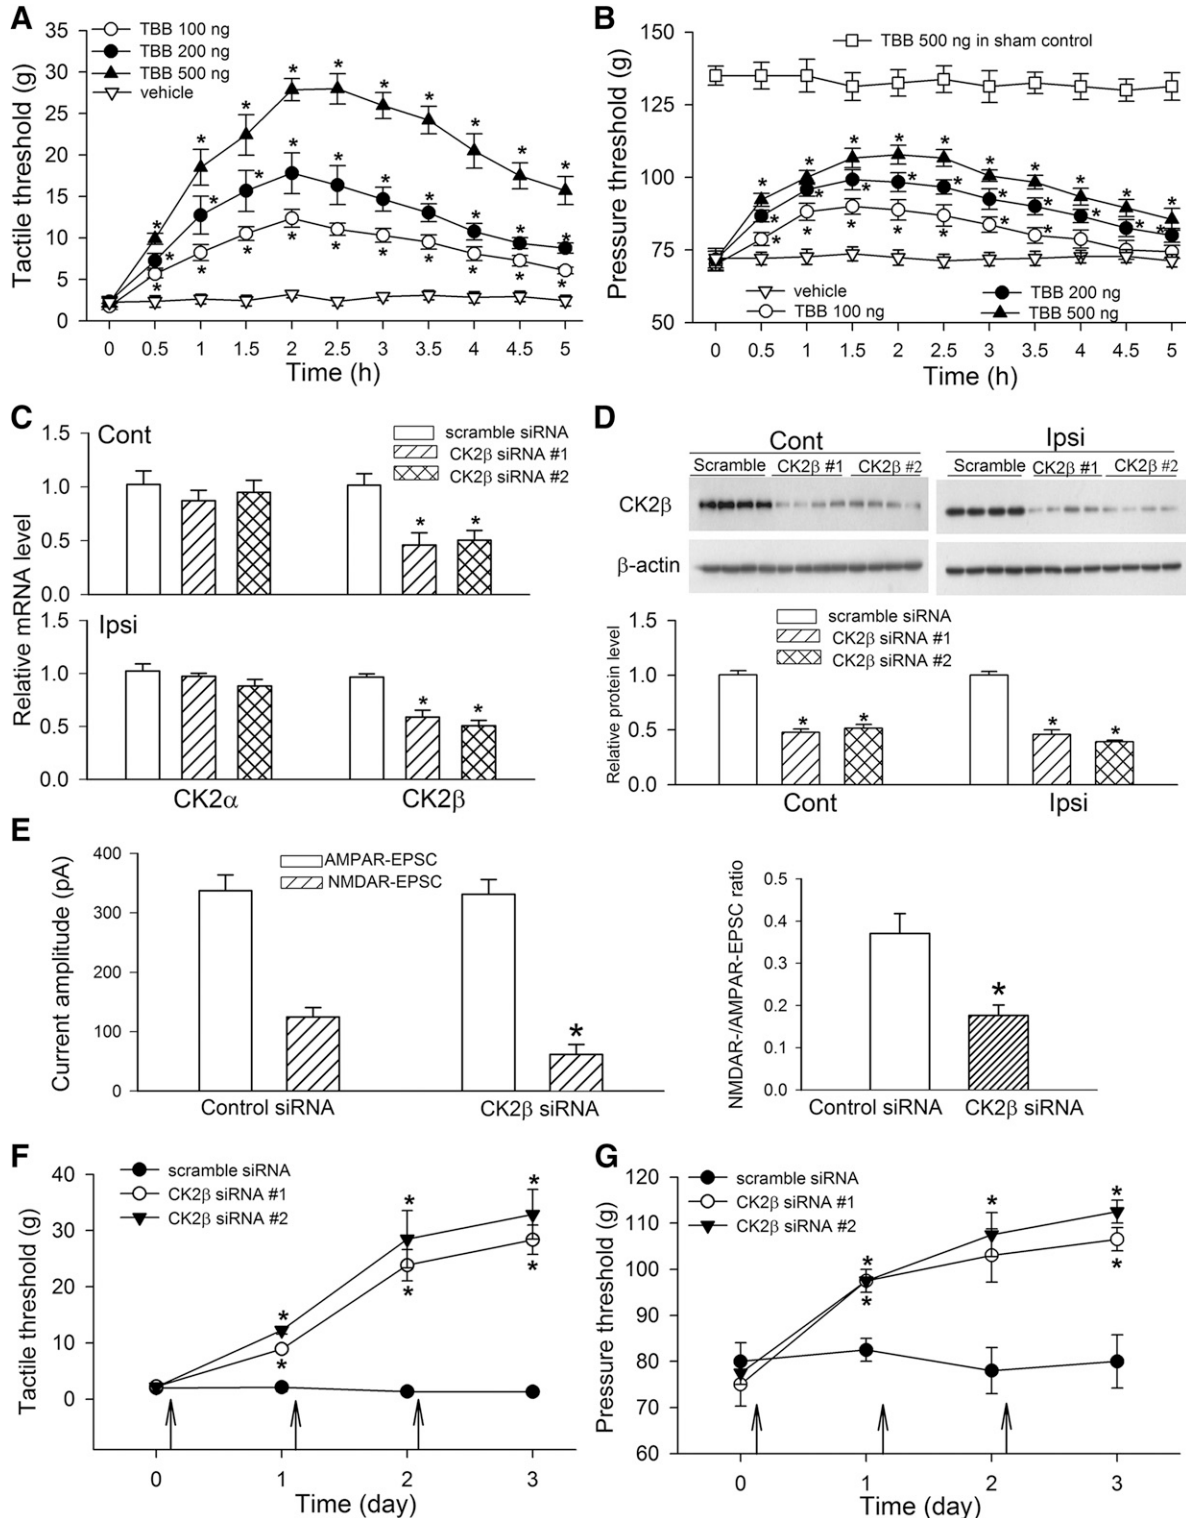 A
TBB 100 ng
TBB 200 ng
TBB 500 ng
vehicle
Tactile threshold (g)
35
30
25
20
15
10
5
0
* * * * * * * * * *
* * * * * * * * * *
* * * * * * * * * *
0 0.5 1 1.5 2 2.5 3 3.5 4 4.5 5
Time (h)
B
TBB 500 ng in sham control
Pressure threshold (g)
150
125
100
75
50
* * * * * * * * * *
* * * * * * * * * *
* * * * * * *
vehicle
TBB 100 ng
TBB 200 ng
TBB 500 ng
0 0.5 1 1.5 2 2.5 3 3.5 4 4.5 5
Time (h)
C
Relative mRNA level
Cont
scramble siRNA
CK2β siRNA #1
CK2β siRNA #2
1.5
1.0
0.5
0.0
* *
Ipsi
1.5
1.0
0.5
0.0
* *
CK2α CK2β
D
Cont Ipsi
Scramble CK2β #1 CK2β #2 Scramble CK2β #1 CK2β #2
CK2β
β-actin
Relative protein level
scramble siRNA
CK2β siRNA #1
CK2β siRNA #2
1.5
1.0
0.5
0.0
* * * *
Cont Ipsi
E
Current amplitude (pA)
400
300
200
100
0
AMPAR-EPSC
NMDAR-EPSC
*
Control siRNA CK2β siRNA
NMDAR-/AMPAR-EPSC ratio
0.5
0.4
0.3
0.2
0.1
0.0
*
Control siRNA CK2β siRNA
F
scramble siRNA
CK2β siRNA #1
CK2β siRNA #2
Tactile threshold (g)
40
30
20
10
0
* * *
* * *
0 1 2 3
Time (day)
G
scramble siRNA
CK2β siRNA #1
CK2β siRNA #2
Pressure threshold (g)
120
110
100
90
80
70
60
* * *
* *
0 1 2 3
Time (day)